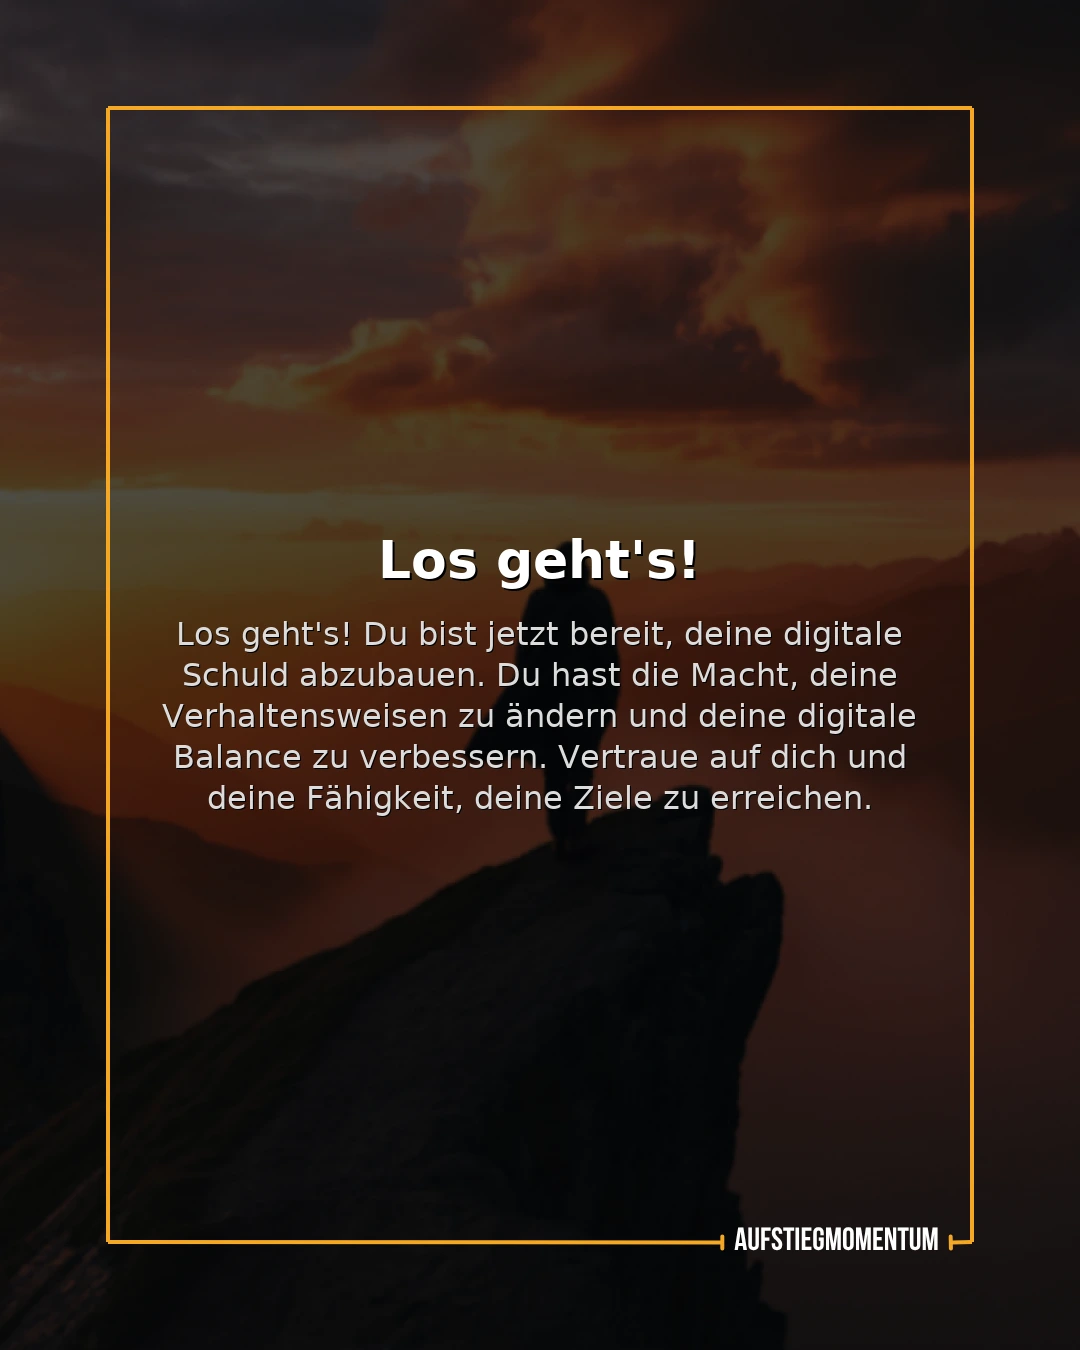 Los geht's!
Los geht's! Du bist jetzt bereit, deine digitale
Schuld abzubauen. Du hast die Macht, deine
Verhaltensweisen zu ändern und deine digitale
Balance zu verbessern. Vertraue auf dich und
deine Fähigkeit, deine Ziele zu erreichen.
AUFSTIEGMOMENTUM